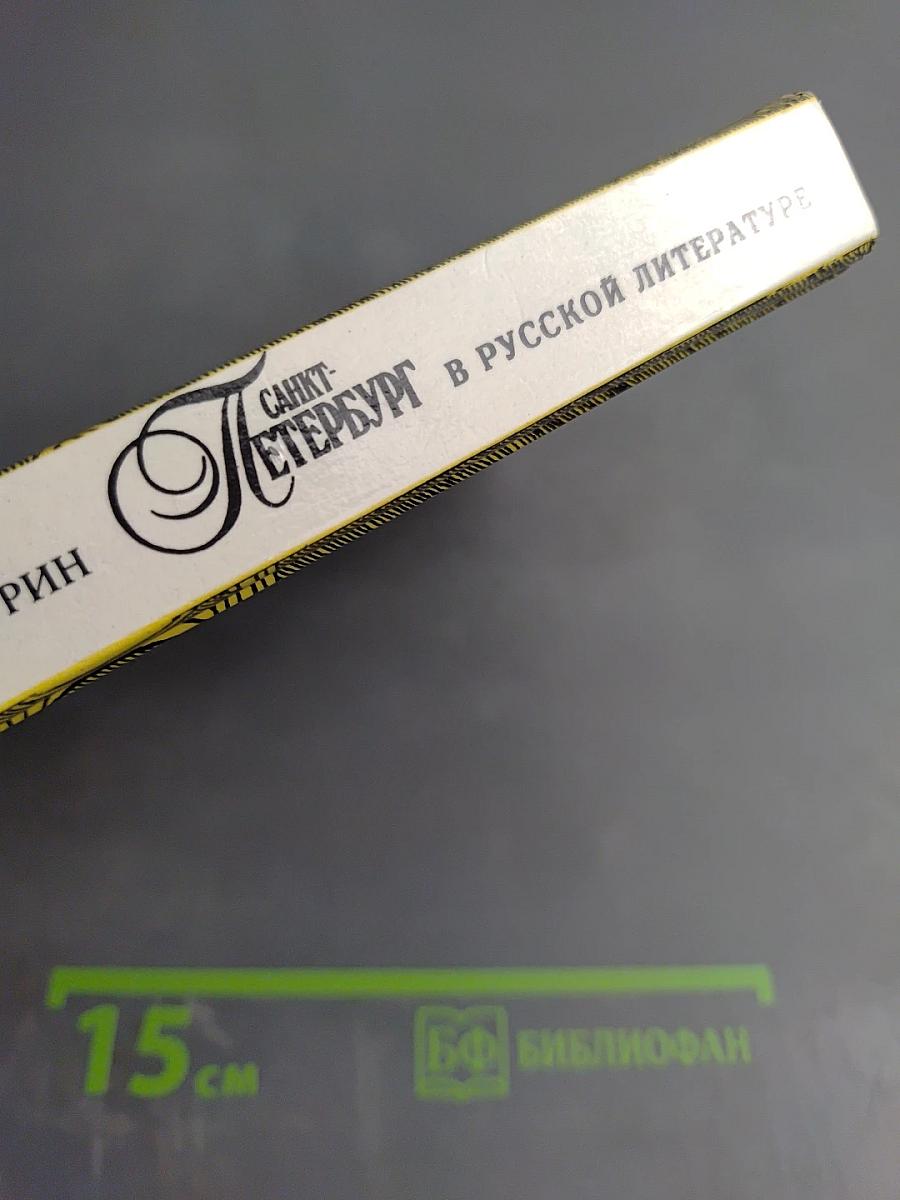 РИН
САНКТ-
ПЕТЕРБУРГ
В РУССКОЙ ЛИТЕРАТУРЕ
15 см
БФ БИБЛИОФАН